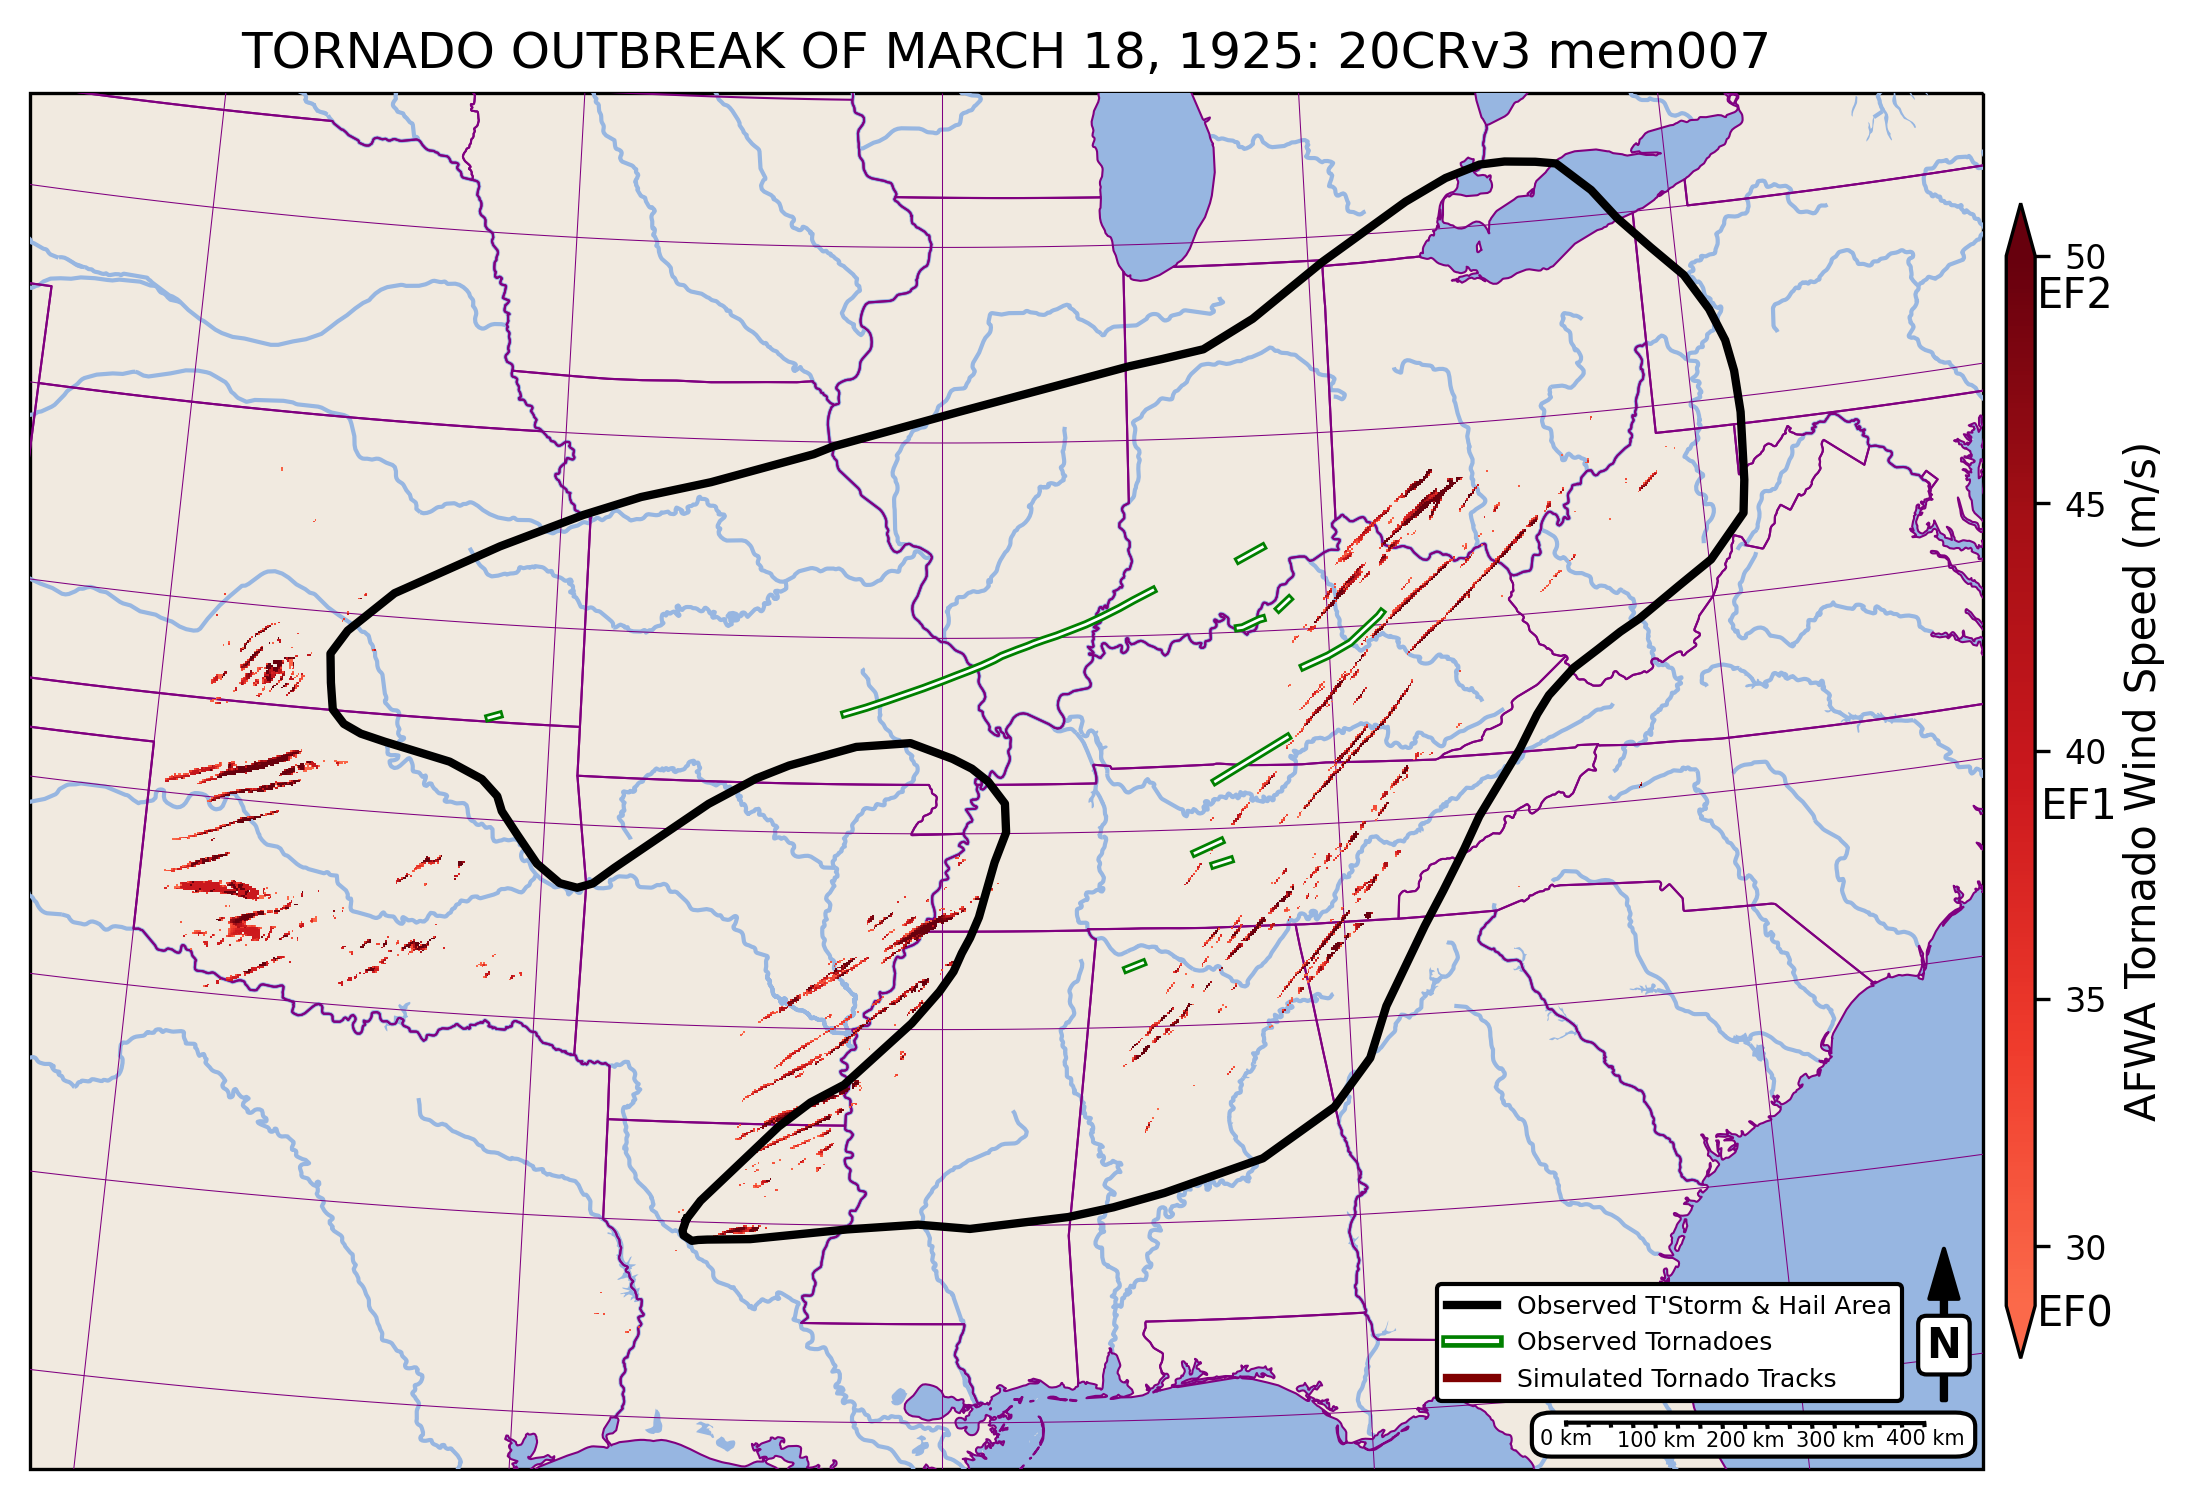 TORNADO OUTBREAK OF MARCH 18, 1925: 20CRv3 mem007
50
EF2
45
40
EF1
35
30
EF0
AFWA Tornado Wind Speed (m/s)
Observed T'Storm & Hail Area
Observed Tornadoes
Simulated Tornado Tracks
N
0 km 100 km 200 km 300 km 400 km